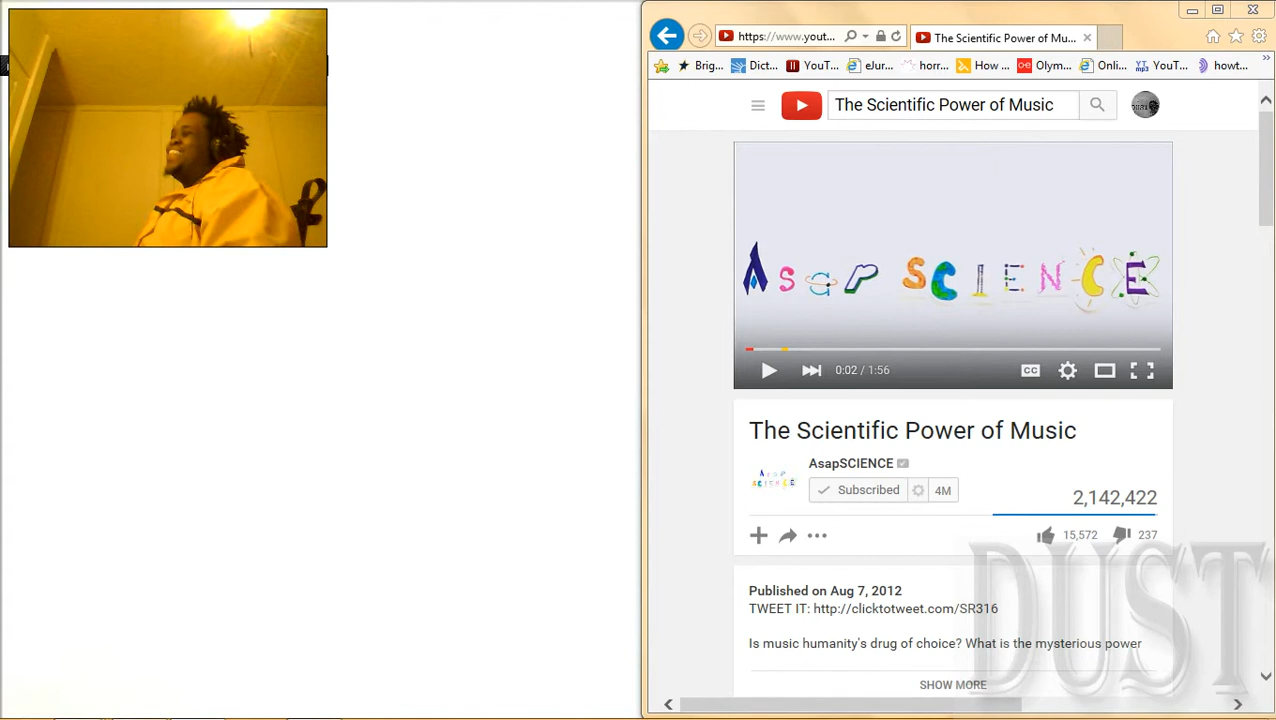 https://www.yout...
The Scientific Power of Mu...
Brig...
Dict...
YouT...
eJur...
horr...
How ...
Olym...
Onli...
YouT...
howt...
The Scientific Power of Music
Asap SCIENCE
0:02 / 1:56
CC
The Scientific Power of Music
AsapSCIENCE
Subscribed
4M
2,142,422
15,572
237
Published on Aug 7, 2012
TWEET IT: http://clicktotweet.com/SR316
Is music humanity's drug of choice? What is the mysterious power
SHOW MORE
DUST